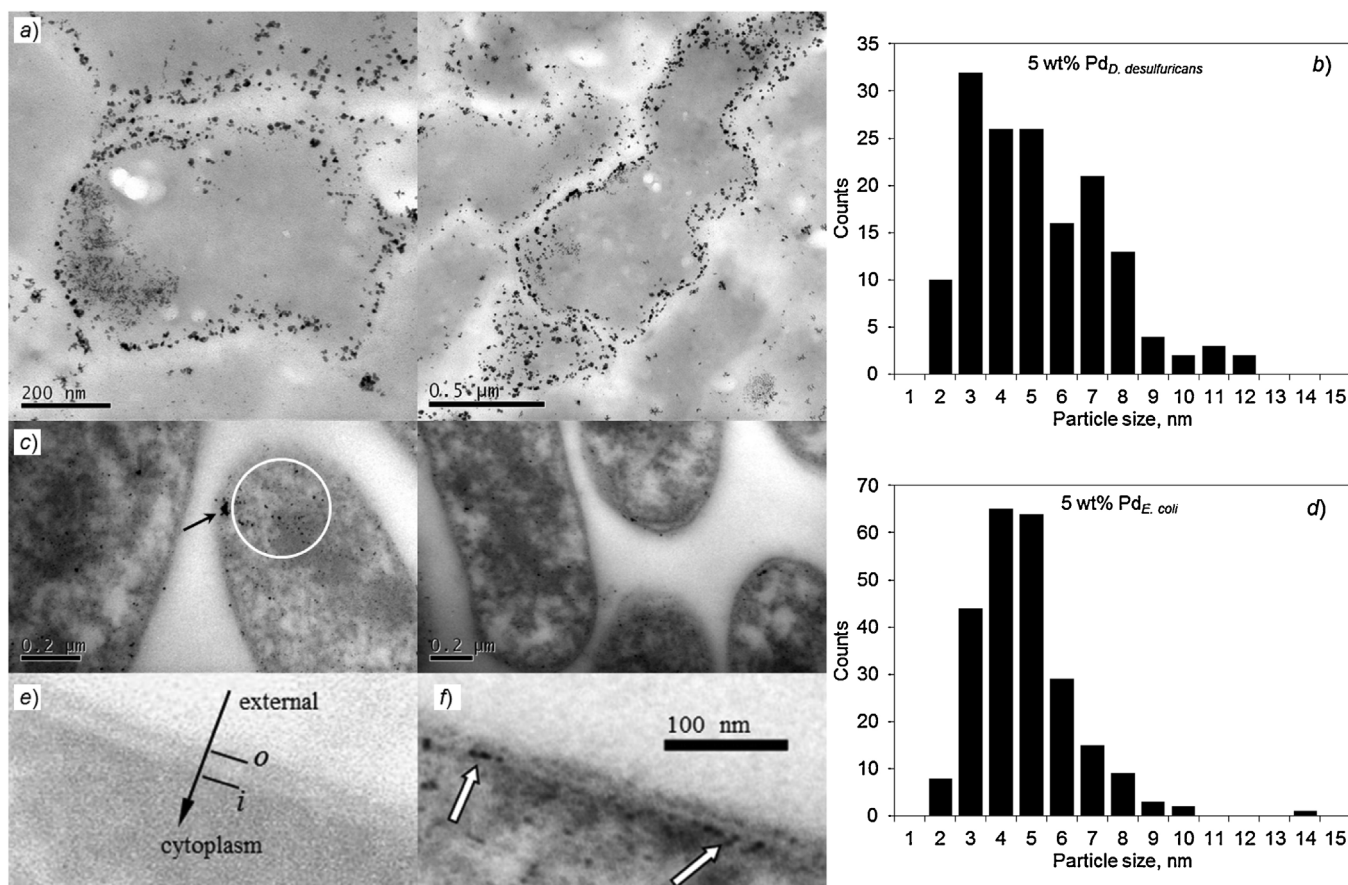 a)
200 nm
0.5 µm
35
30
25
20
15
10
5
0
Counts
5 wt% Pd D. desulfuricans
b)
1 2 3 4 5 6 7 8 9 10 11 12 13 14 15
Particle size, nm
c)
0.2 µm
0.2 µm
70
60
50
40
30
20
10
0
Counts
5 wt% Pd E. coli
d)
1 2 3 4 5 6 7 8 9 10 11 12 13 14 15
Particle size, nm
e)
external
o
i
cytoplasm
f)
100 nm